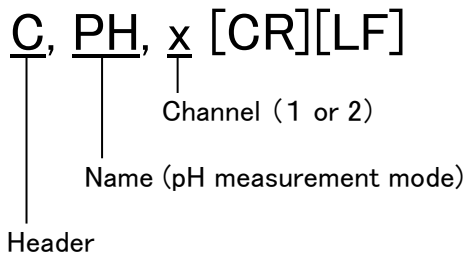 C, PH, x [CR][LF]
Channel (1 or 2)
Name (pH measurement mode)
Header